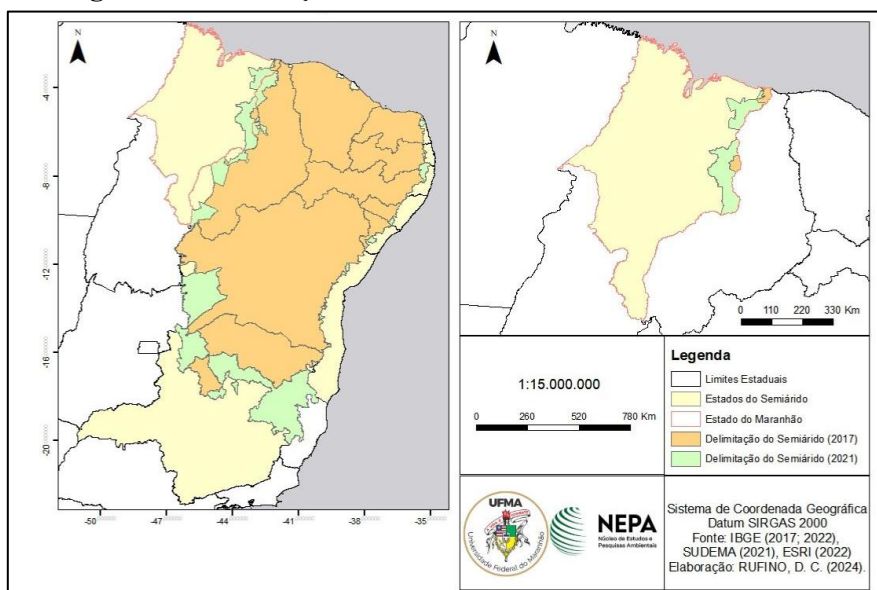 N
N
-4
-8
-12
-16
-20
-50
-47
-44
-41
-38
-35
0 110 220 330 Km
1:15.000.000
0 260 520 780 Km
Legenda
Limites Estaduais
Estados do Semiárido
Estado do Maranhão
Delimitação do Semiárido (2017)
Delimitação do Semiárido (2021)
UFMA
Universidade Federal do Maranhão
NEPA
Núcleo de Estudos e
Pesquisas Ambientais
Sistema de Coordenada Geográfica
Datum SIRGAS 2000
Fonte: IBGE (2017; 2022),
SUDEMA (2021), ESRI (2022)
Elaboração: RUFINO, D. C. (2024).